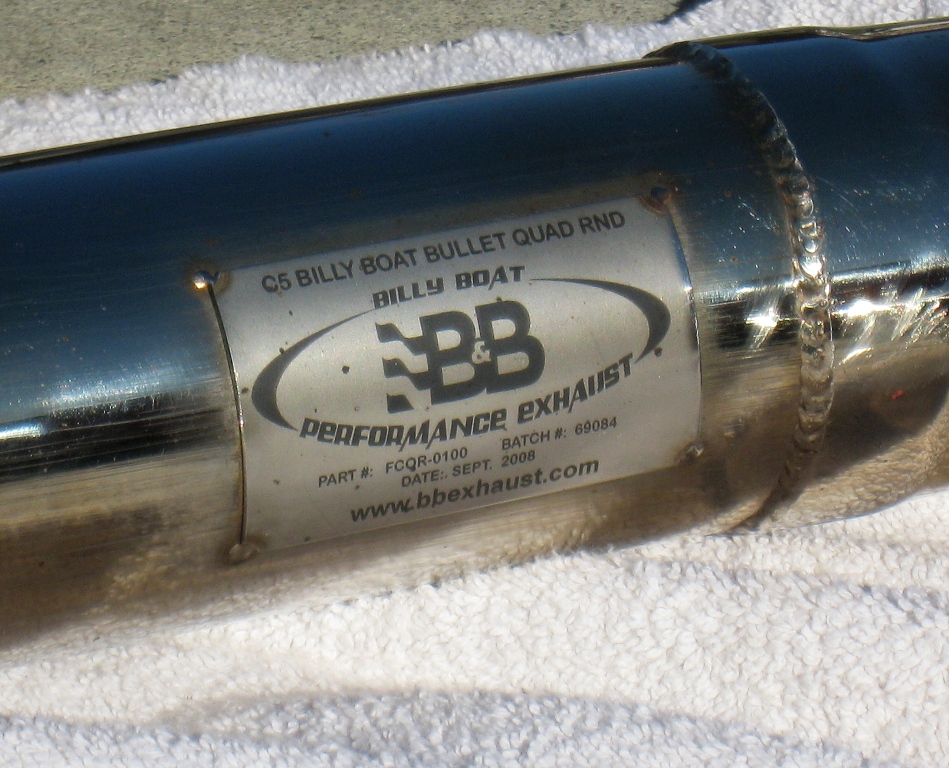 C5 BILLY BOAT BULLET QUAD RND
BILLY BOAT
B&B
PERFORMANCE EXHAUST
PART #: FCQR-0100 BATCH #: 69084
DATE: SEPT. 2008
www.bbexhaust.com